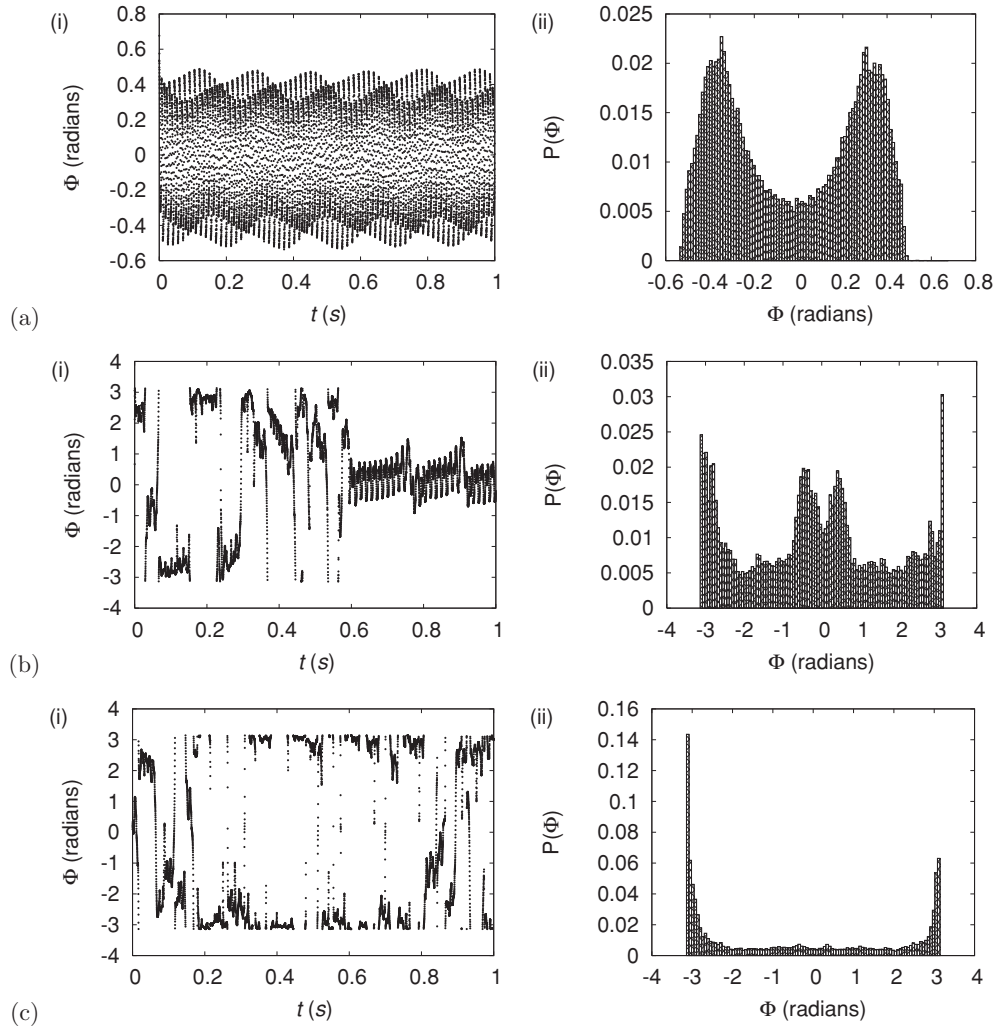 (i)
0.8
0.6
0.4
0.2
0
-0.2
-0.4
-0.6
Φ (radians)
0 0.2 0.4 0.6 0.8 1
t (s)
(ii)
0.025
0.02
0.015
0.01
0.005
0
P(Φ)
-0.6 -0.4 -0.2 0 0.2 0.4 0.6 0.8
Φ (radians)
(a)
(i)
4
3
2
1
0
-1
-2
-3
-4
Φ (radians)
0 0.2 0.4 0.6 0.8 1
t (s)
(ii)
0.035
0.03
0.025
0.02
0.015
0.01
0.005
0
P(Φ)
-4 -3 -2 -1 0 1 2 3 4
Φ (radians)
(b)
(i)
4
3
2
1
0
-1
-2
-3
-4
Φ (radians)
0 0.2 0.4 0.6 0.8 1
t (s)
(ii)
0.16
0.14
0.12
0.1
0.08
0.06
0.04
0.02
0
P(Φ)
-4 -3 -2 -1 0 1 2 3 4
Φ (radians)
(c)